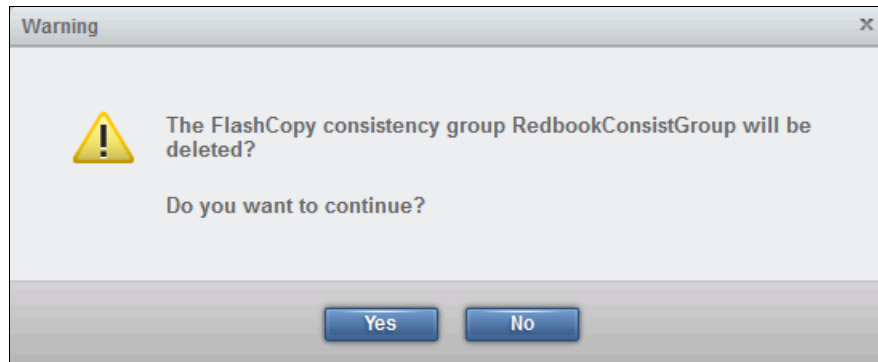 Warning
x
The FlashCopy consistency group RedbookConsistGroup will be
deleted?
Do you want to continue?
Yes
No